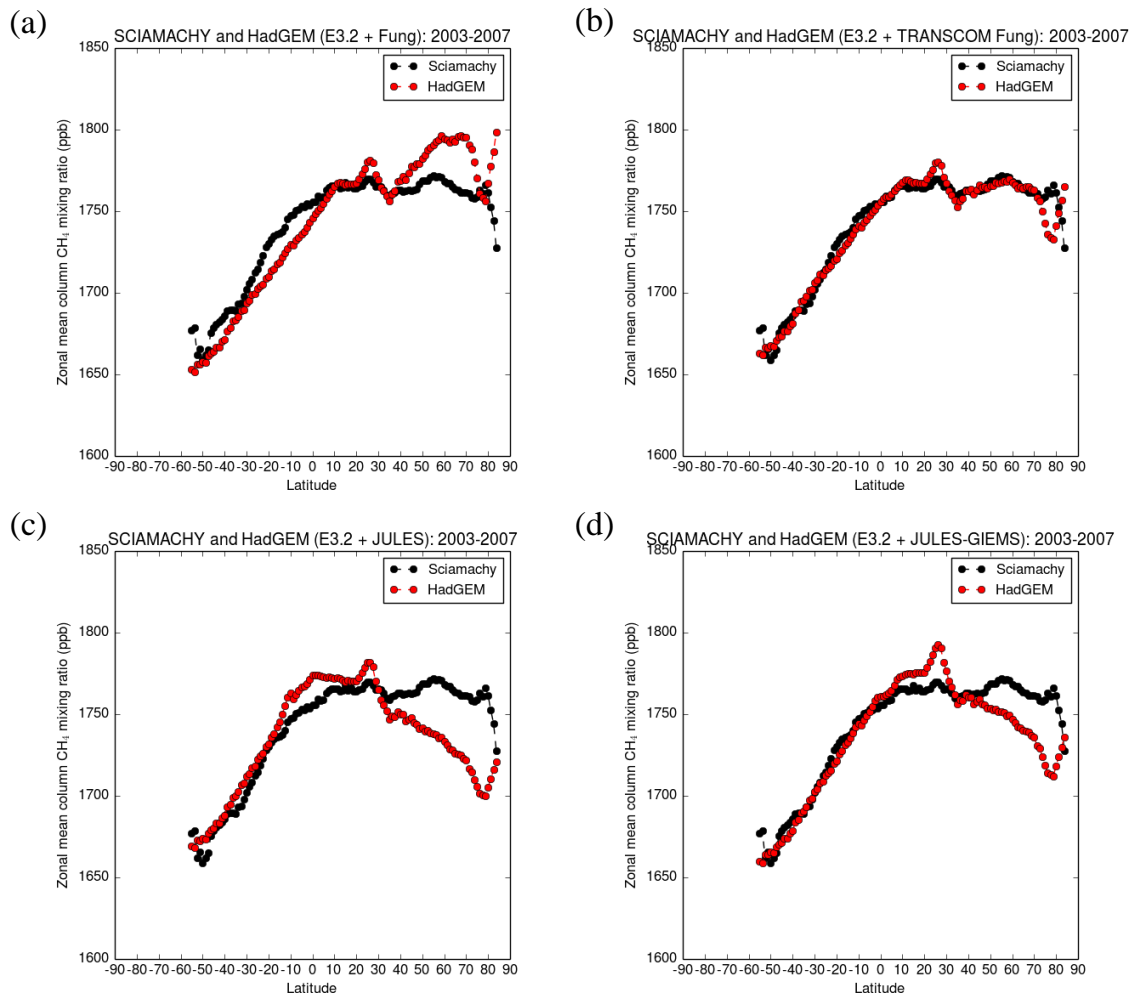 (a)
SCIAMACHY and HadGEM (E3.2 + Fung): 2003-2007
1850
1800
1750
1700
1650
1600
Zonal mean column CH₄ mixing ratio (ppb)
Sciamachy
HadGEM
-90 -80 -70 -60 -50 -40 -30 -20 -10 0 10 20 30 40 50 60 70 80 90
Latitude
(b)
SCIAMACHY and HadGEM (E3.2 + TRANSCOM Fung): 2003-2007
1850
1800
1750
1700
1650
1600
Zonal mean column CH₄ mixing ratio (ppb)
Sciamachy
HadGEM
-90 -80 -70 -60 -50 -40 -30 -20 -10 0 10 20 30 40 50 60 70 80 90
Latitude
(c)
SCIAMACHY and HadGEM (E3.2 + JULES): 2003-2007
1850
1800
1750
1700
1650
1600
Zonal mean column CH₄ mixing ratio (ppb)
Sciamachy
HadGEM
-90 -80 -70 -60 -50 -40 -30 -20 -10 0 10 20 30 40 50 60 70 80 90
Latitude
(d)
SCIAMACHY and HadGEM (E3.2 + JULES-GIEMS): 2003-2007
1850
1800
1750
1700
1650
1600
Zonal mean column CH₄ mixing ratio (ppb)
Sciamachy
HadGEM
-90 -80 -70 -60 -50 -40 -30 -20 -10 0 10 20 30 40 50 60 70 80 90
Latitude